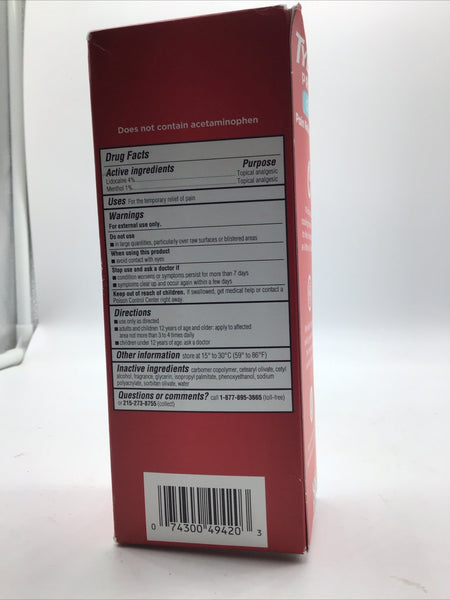 Does not contain acetaminophen
Drug Facts
Active ingredients Purpose
Lidocaine 4%.......................... Topical analgesic
Menthol 1%............................ Topical analgesic
Uses For the temporary relief of pain
Warnings
For external use only.
Do not use
■ in large quantities, particularly over raw surfaces or blistered areas
When using this product
■ avoid contact with eyes
Stop use and ask a doctor if
■ condition worsens or symptoms persist for more than 7 days
■ symptoms clear up and occur again within a few days
Keep out of reach of children. If swallowed, get medical help or contact a
Poison Control Center right away.
Directions
■ use only as directed
■ adults and children 12 years of age and older: apply to affected
area not more than 3 to 4 times daily
■ children under 12 years of age: ask a doctor
Other information store at 15° to 30°C (59° to 86°F)
Inactive ingredients carbomer copolymer, cetearyl olivate, cetyl
alcohol, fragrance, glycerin, isopropyl palmitate, phenoxyethanol, sodium
polyacrylate, sorbitan olivate, water
Questions or comments? call 1-877-895-3665 (toll-free)
or 215-273-8755 (collect)
0 74300 49420 3
TY
Pain R